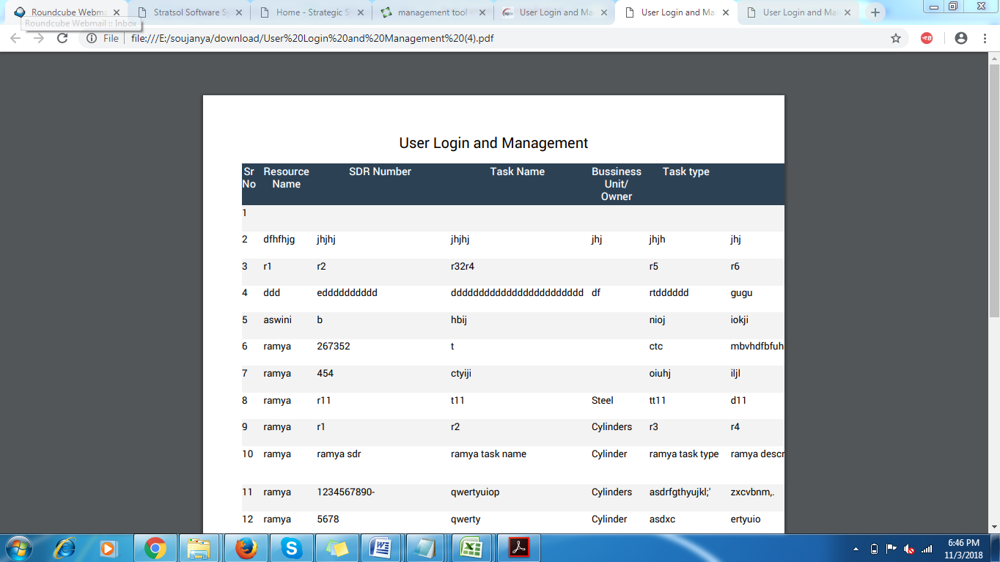 Roundcube Webma
Stratsol Software Sy
Home - Strategic S
management tool -
User Login and Ma
User Login and Ma
User Login and Ma
Roundcube Webmail :: Inbox
File file:///E:/soujanya/download/User%20Login%20and%20Management%20(4).pdf
User Login and Management
Sr No Resource Name SDR Number Task Name Bussiness Unit/ Owner Task type
1
2 dfhfhjg jhjhj jhjhj jhj jhjh jhj
3 r1 r2 r32r4 r5 r6
4 ddd edddddddddd dddddddddddddddddddddddd df rtdddddd gugu
5 aswini b hbij nioj iokji
6 ramya 267352 t ctc mbvhdfbfuh
7 ramya 454 ctyiji oiuhj iljl
8 ramya r11 t11 Steel tt11 d11
9 ramya r1 r2 Cylinders r3 r4
10 ramya ramya sdr ramya task name Cylinder ramya task type ramya descr
11 ramya 1234567890- qwertyuiop Cylinders asdrfgthyujkl;' zxcvbnm,.
12 ramya 5678 qwerty Cylinder asdxc ertyuio
6:46 PM
11/3/2018